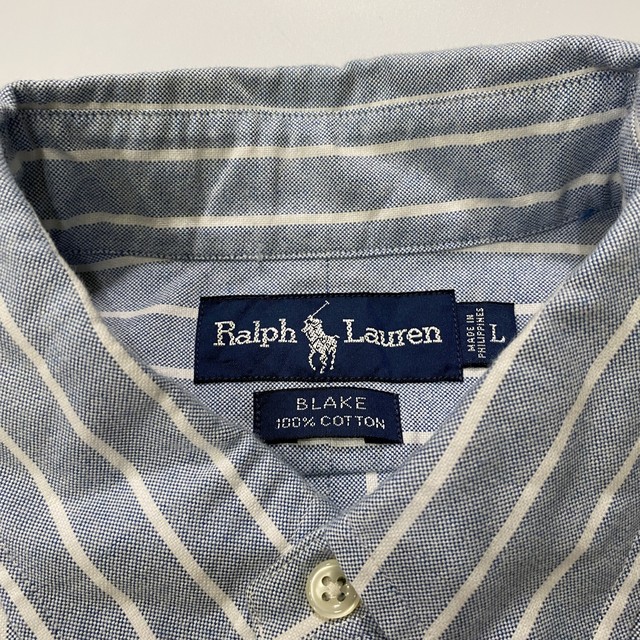 Ralph Lauren
MADE IN
PHILIPPINES
L
BLAKE
100% COTTON